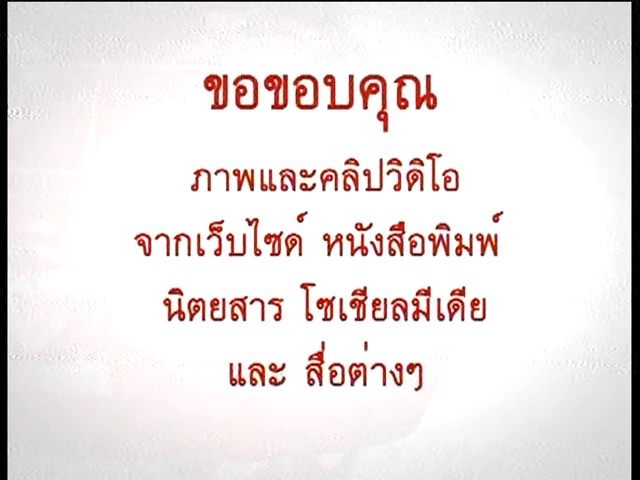 ขอขอบคุณ
ภาพและคลิปวิดิโอ
จากเว็บไซด์ หนังสือพิมพ์
นิตยสาร โซเชียลมีเดีย
และ สื่อต่างๆ